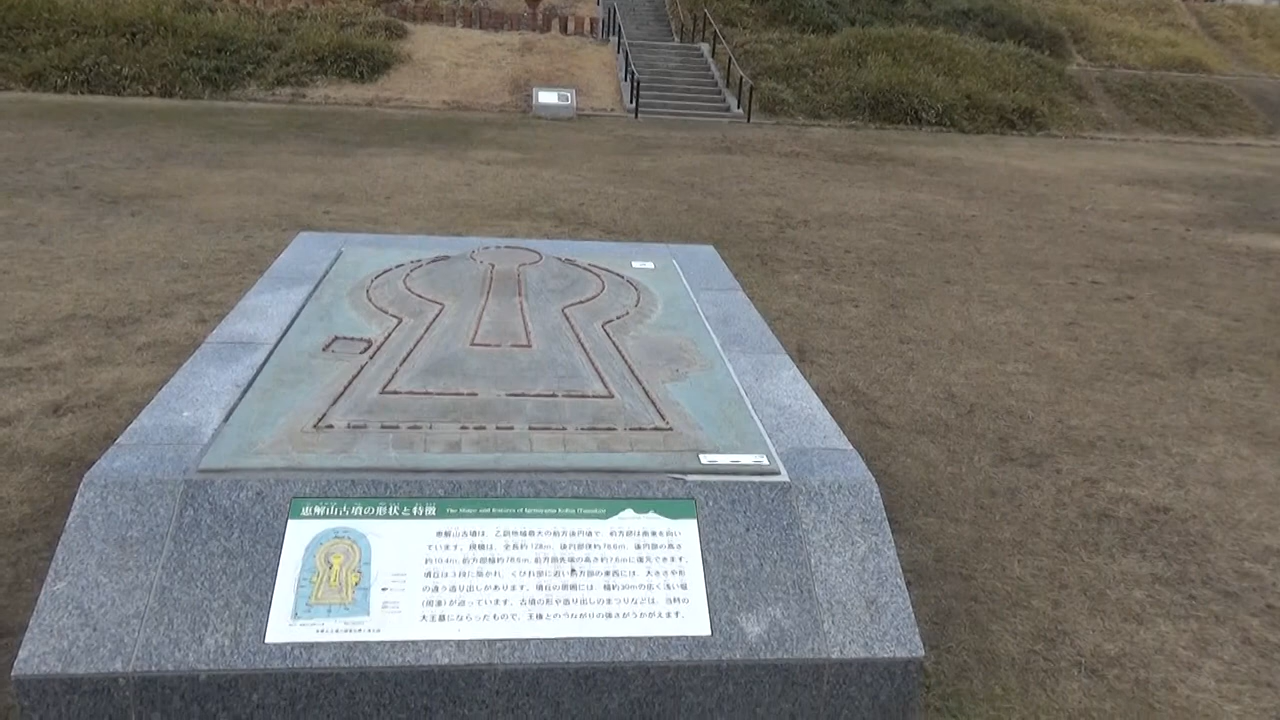 恵解山古墳の形状と特徴 The Shape and features of Igenoyama Kofun (Tumulus)
恵解山古墳は、乙訓地域最大の前方後円墳で、前方部は南東を向い
ています。規模は、全長約128m、後円部径約78.6m、後円部の高さ
約10.4m、前方部幅約78.6m、前方部先端の高さ約7.6mに復元できます。
墳丘は3段に築かれ、くびれ部に近い前方部の東西には、大きさや形
の違う造り出しがあります。墳丘の周囲には、幅約30mの広く浅い堀
(周濠)が巡っています。古墳の形や造り出しのまつりなどは、当時の
大王墓にならったもので、王権とのつながりの強さがうかがえます。